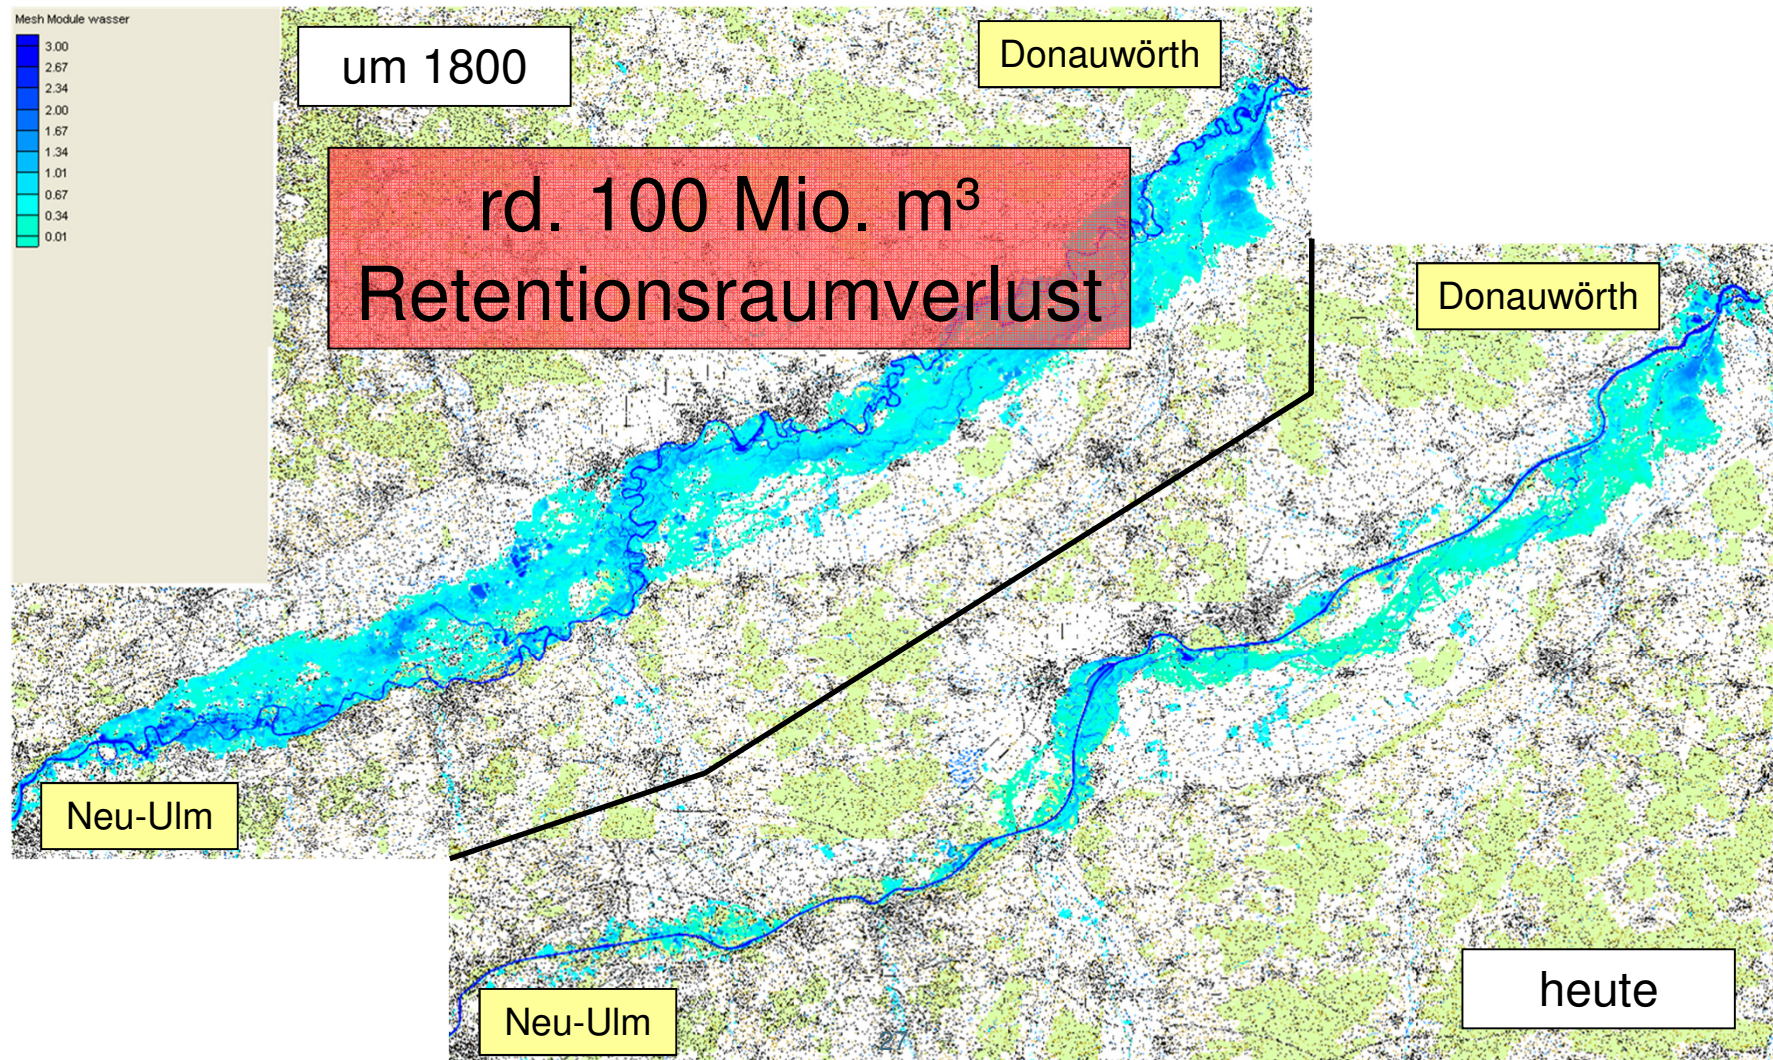 Mesh Module wasser
3.00
2.67
2.34
2.00
1.67
1.34
1.01
0.67
0.34
0.01
um 1800
Donauwörth
rd. 100 Mio. m³
Retentionsraumverlust
Neu-Ulm
Donauwörth
Neu-Ulm
heute
27